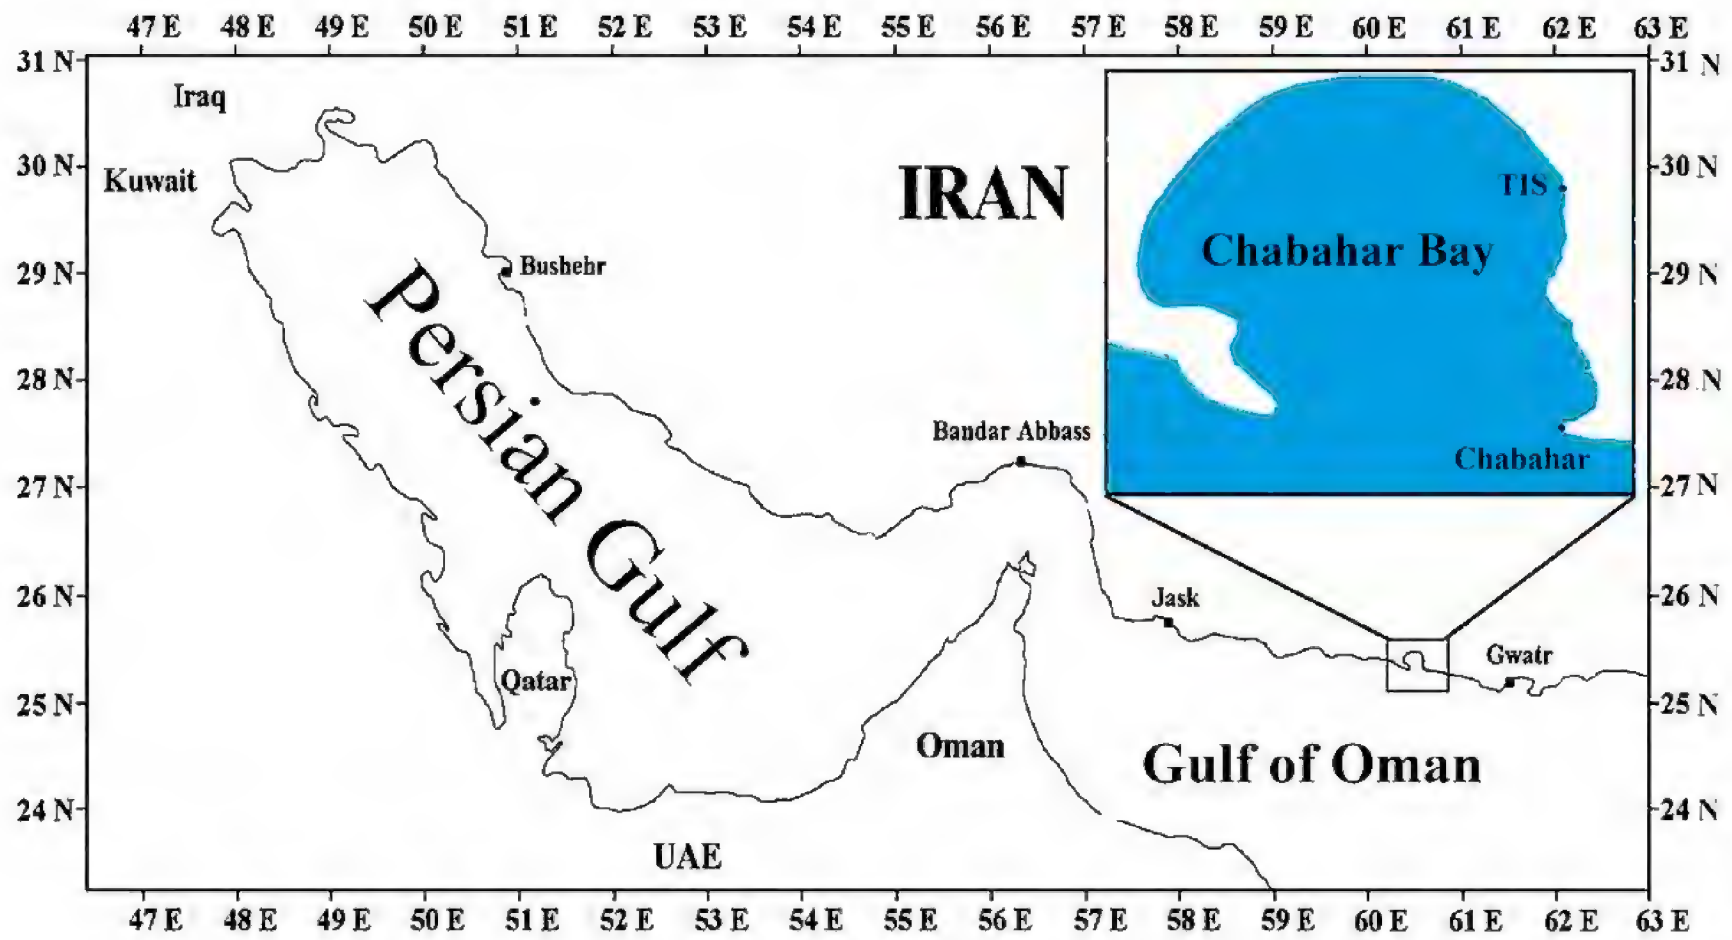 47 E 48 E 49 E 50 E 51 E 52 E 53 E 54 E 55 E 56 E 57 E 58 E 59 E 60 E 61 E 62 E 63 E
31 N 31 N
Iraq
30 N 30 N
Kuwait
IRAN
TIS
Chabahar Bay
29 N 29 N
Bushehr
Persian Gulf
28 N 28 N
Bandar Abbass
Chabahar
27 N 27 N
26 N 26 N
Jask
Gwatr
Qatar
25 N 25 N
Oman
Gulf of Oman
24 N 24 N
UAE
47 E 48 E 49 E 50 E 51 E 52 E 53 E 54 E 55 E 56 E 57 E 58 E 59 E 60 E 61 E 62 E 63 E